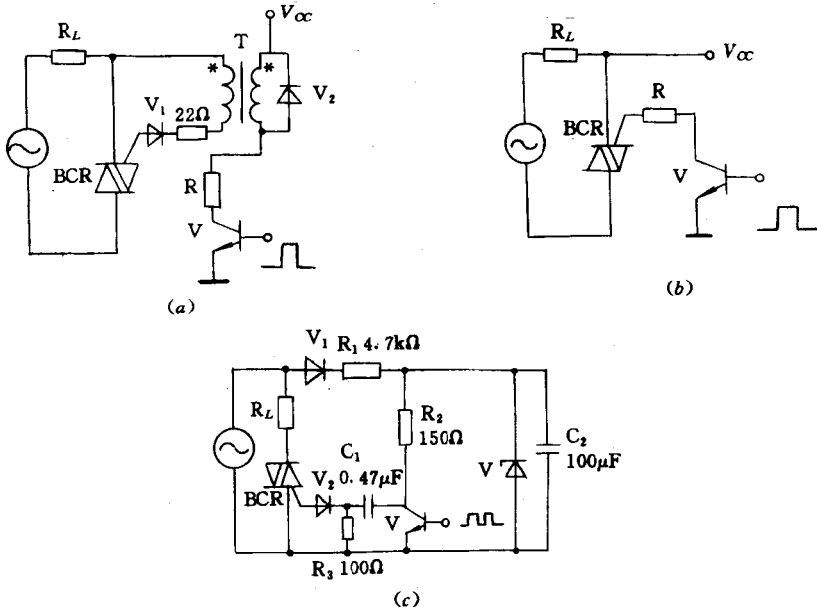 V_CC
R_L
T
*
*
V_1
22Ω
V_2
BCR
R
V
(a)
R_L
V_CC
R
BCR
V
(b)
V_1
R_1 4.7kΩ
R_L
R_2
150Ω
C_1
0.47μF
V_2
C_2
100μF
V
BCR
V
R_3 100Ω
(c)